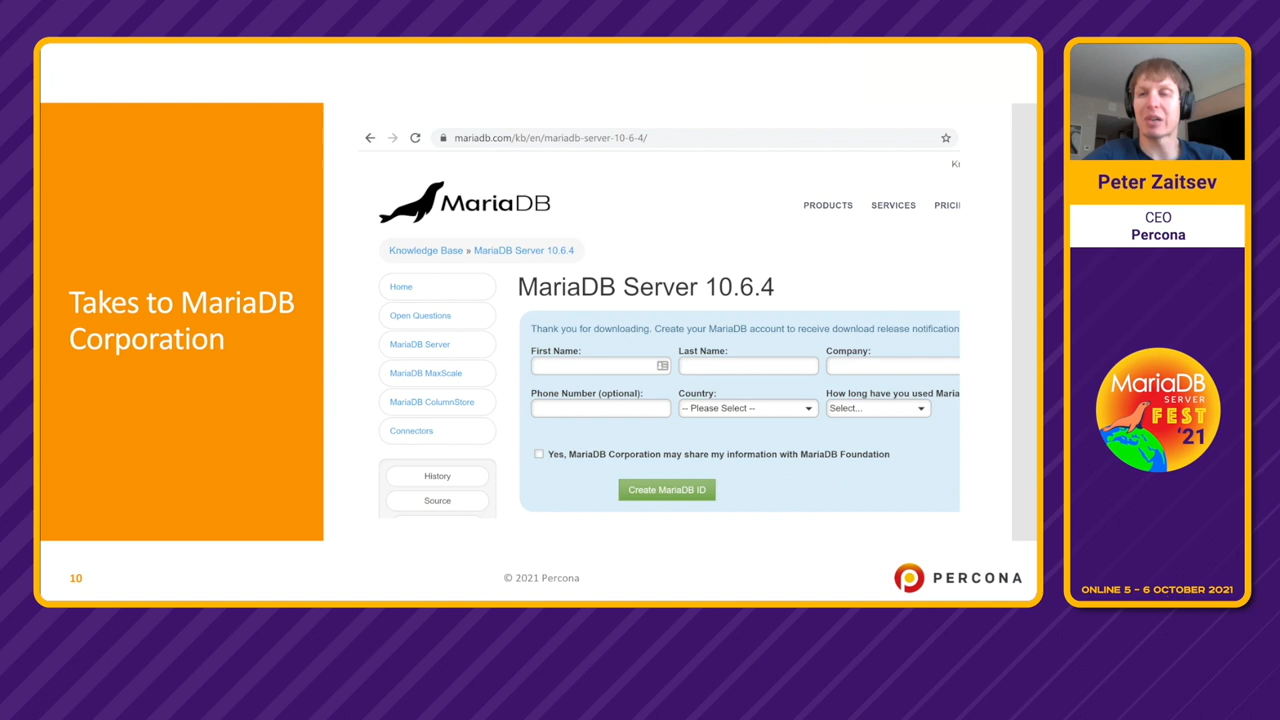 Takes to MariaDB
Corporation
mariadb.com/kb/en/mariadb-server-10-6-4/
MariaDB
PRODUCTS SERVICES PRICI
Knowledge Base » MariaDB Server 10.6.4
Home
Open Questions
MariaDB Server
MariaDB MaxScale
MariaDB ColumnStore
Connectors
History
Source
MariaDB Server 10.6.4
Thank you for downloading. Create your MariaDB account to receive download release notification
First Name: Last Name: Company:
Phone Number (optional): Country: How long have you used Maria
-- Please Select -- Select...
Yes, MariaDB Corporation may share my information with MariaDB Foundation
Create MariaDB ID
10
© 2021 Percona
PERCONA
Peter Zaitsev
CEO
Percona
MariaDB
SERVER
FEST
'21
ONLINE 5 - 6 OCTOBER 2021